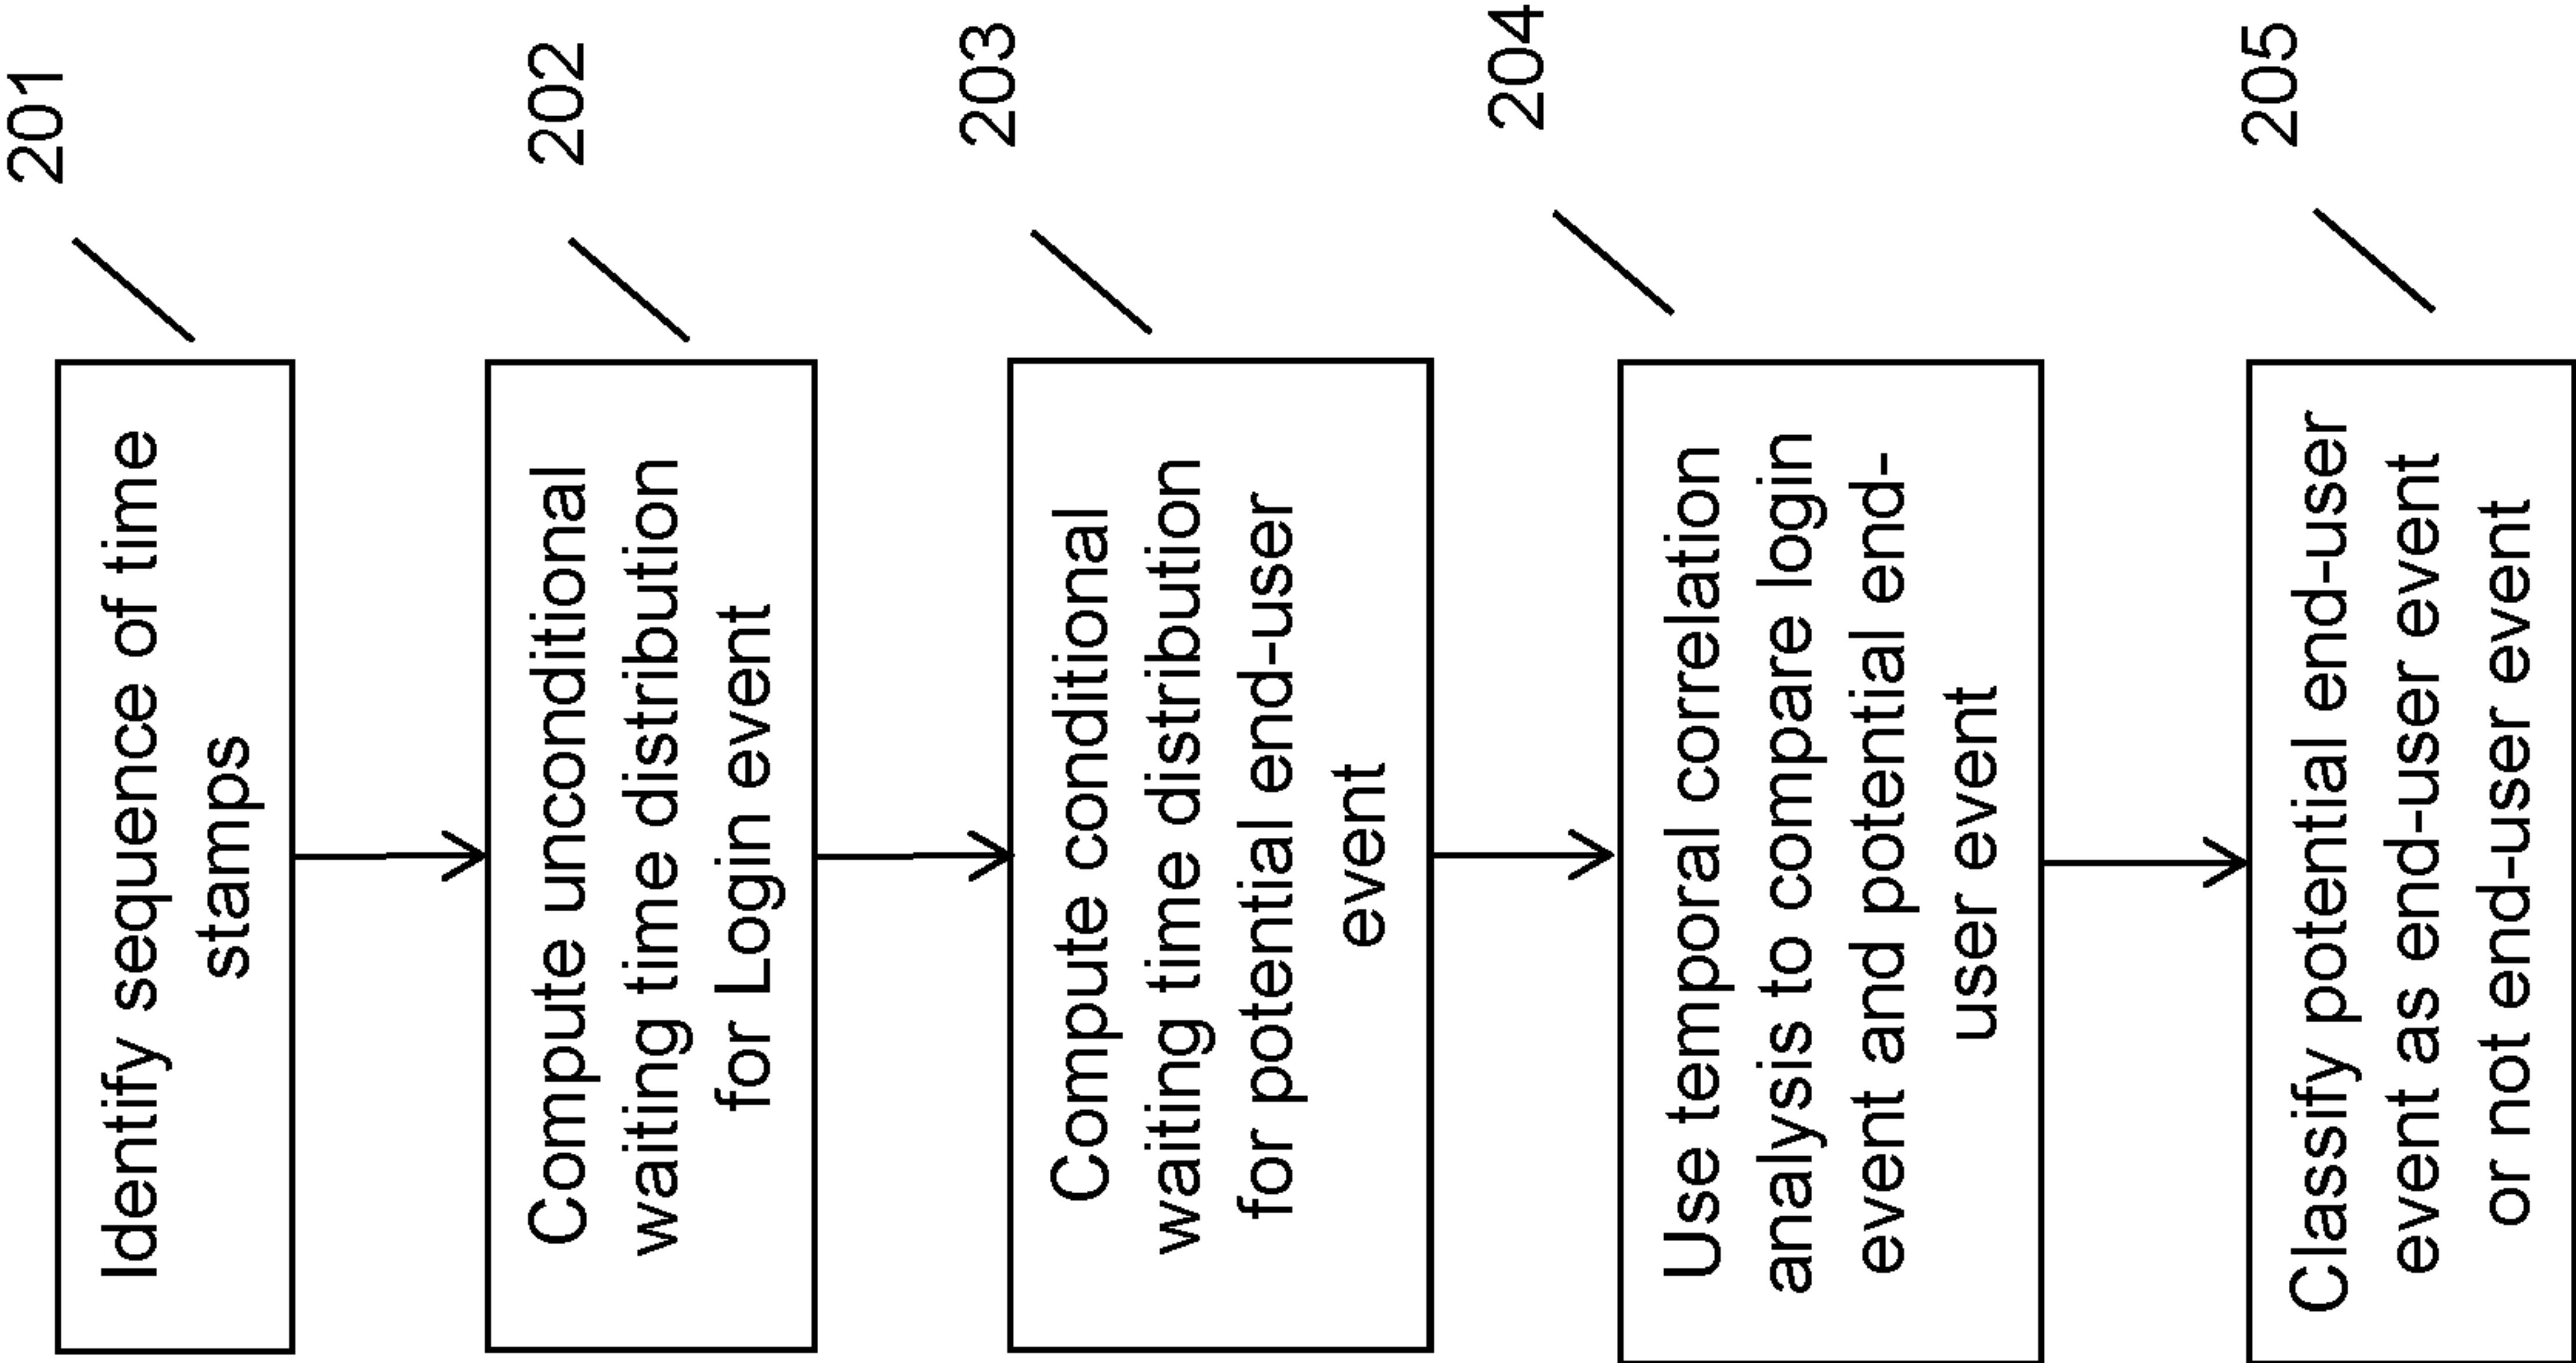 201
Identify sequence of time
stamps
202
Compute unconditional
waiting time distribution
for Login event
203
Compute conditional
waiting time distribution
for potential end-user
event
204
Use temporal correlation
analysis to compare login
event and potential end-
user event
205
Classify potential end-user
event as end-user event
or not end-user event